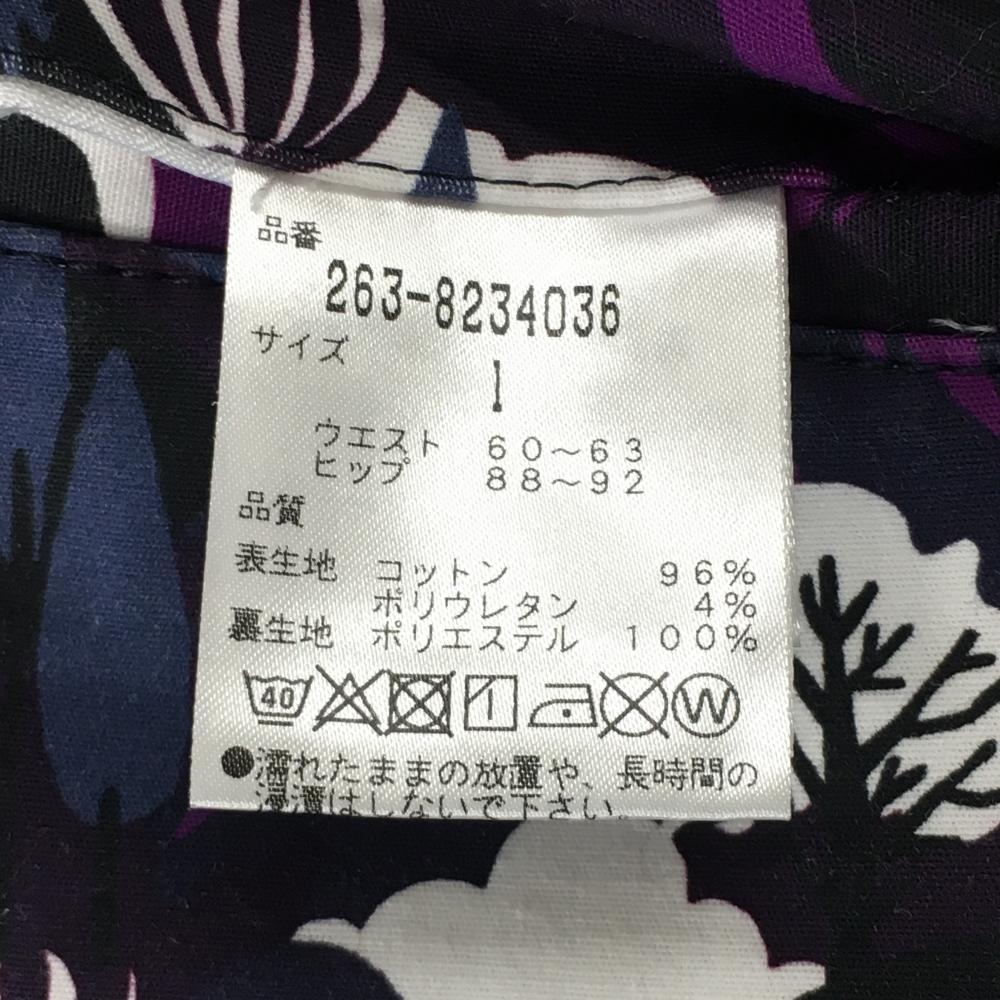 品番
263-8234036
サイズ
1
ウエスト 60～63
ヒップ 88～92
品質
表生地 コットン 96%
ポリウレタン 4%
裏生地 ポリエステル 100%
40 W
●濡れたままの放置や、長時間の
浸漬はしないで下さい。